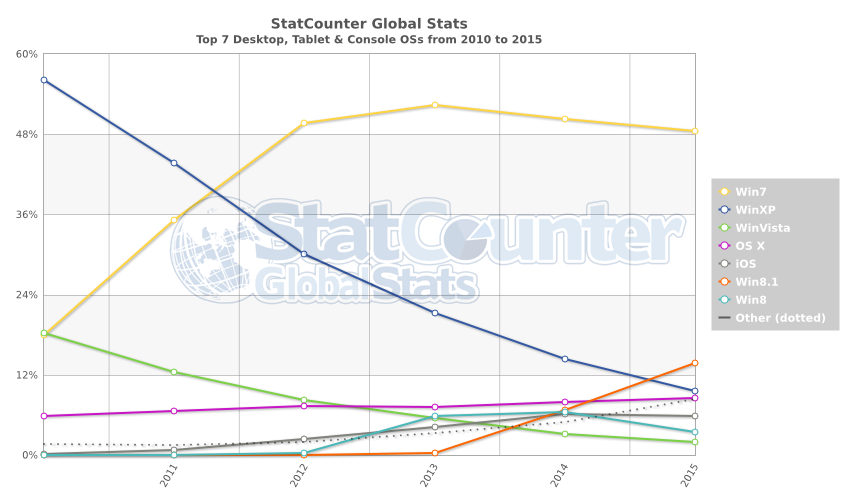 StatCounter Global Stats
Top 7 Desktop, Tablet & Console OSs from 2010 to 2015
60%
48%
36%
24%
12%
0%
StatCounter
GlobalStats
2011
2012
2013
2014
2015
Win7
WinXP
WinVista
OS X
iOS
Win8.1
Win8
Other (dotted)